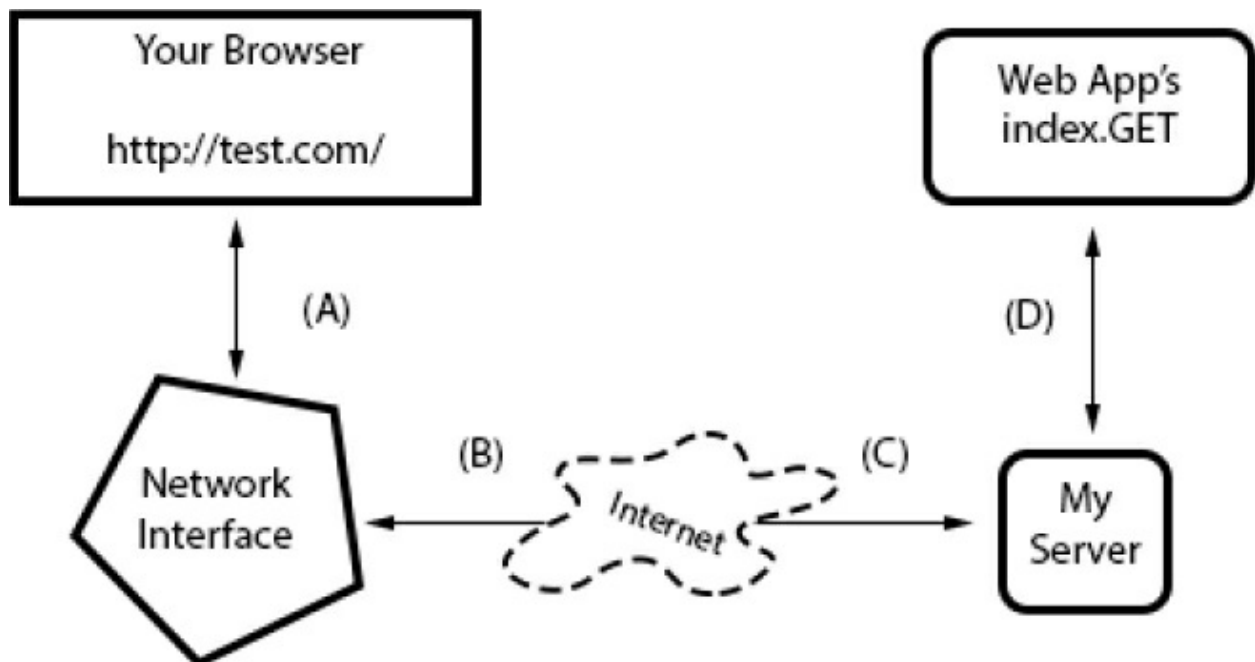 Your Browser
http://test.com/
Web App's
index.GET
(A)
(D)
(B)
(C)
Network
Interface
Internet
My
Server